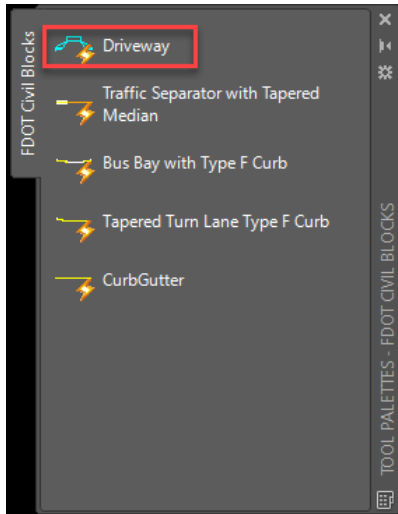 FDOT Civil Blocks
Driveway
Traffic Separator with Tapered
Median
Bus Bay with Type F Curb
Tapered Turn Lane Type F Curb
CurbGutter
TOOL PALETTES - FDOT CIVIL BLOCKS